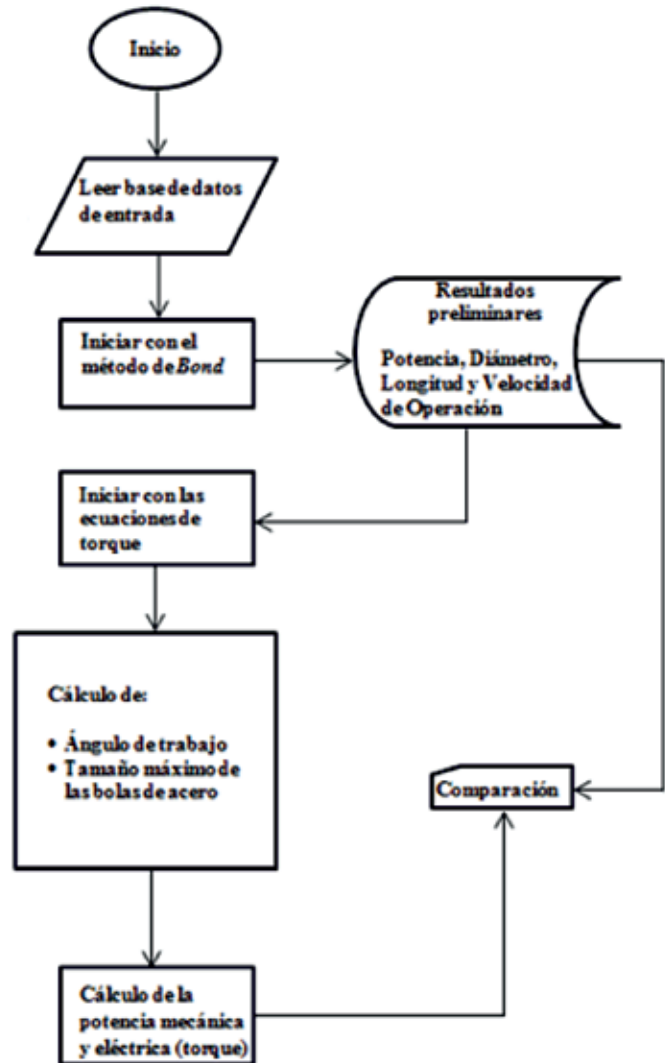 Inicio
Leer base de datos
de entrada
Iniciar con el
método de Bond
Resultados
preliminares
Potencia, Diámetro,
Longitud y Velocidad
de Operación
Iniciar con las
ecuaciones de
torque
Cálculo de:
• Ángulo de trabajo
• Tamaño máximo de
las bolas de acero
Comparación
Cálculo de la
potencia mecánica
y eléctrica (torque)